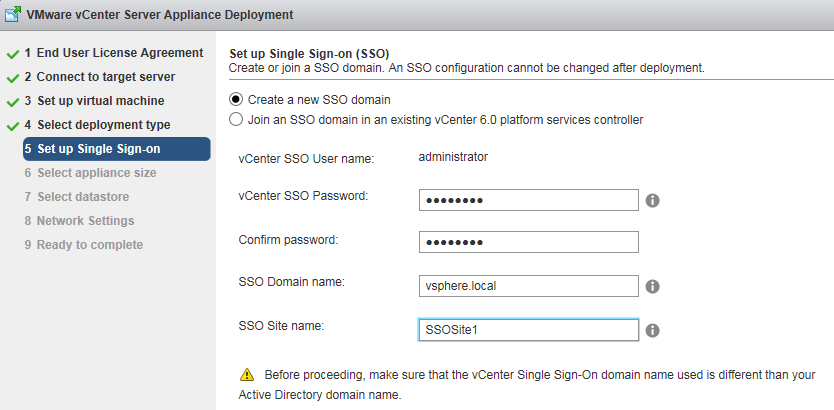 VMware vCenter Server Appliance Deployment
1 End User License Agreement
2 Connect to target server
3 Set up virtual machine
4 Select deployment type
5 Set up Single Sign-on
6 Select appliance size
7 Select datastore
8 Network Settings
9 Ready to complete
Set up Single Sign-on (SSO)
Create or join a SSO domain. An SSO configuration cannot be changed after deployment.
Create a new SSO domain
Join an SSO domain in an existing vCenter 6.0 platform services controller
vCenter SSO User name: administrator
vCenter SSO Password: ●●●●●●●●
Confirm password: ●●●●●●●●
SSO Domain name: vsphere.local
SSO Site name: SSOSite1
Before proceeding, make sure that the vCenter Single Sign-On domain name used is different than your
Active Directory domain name.